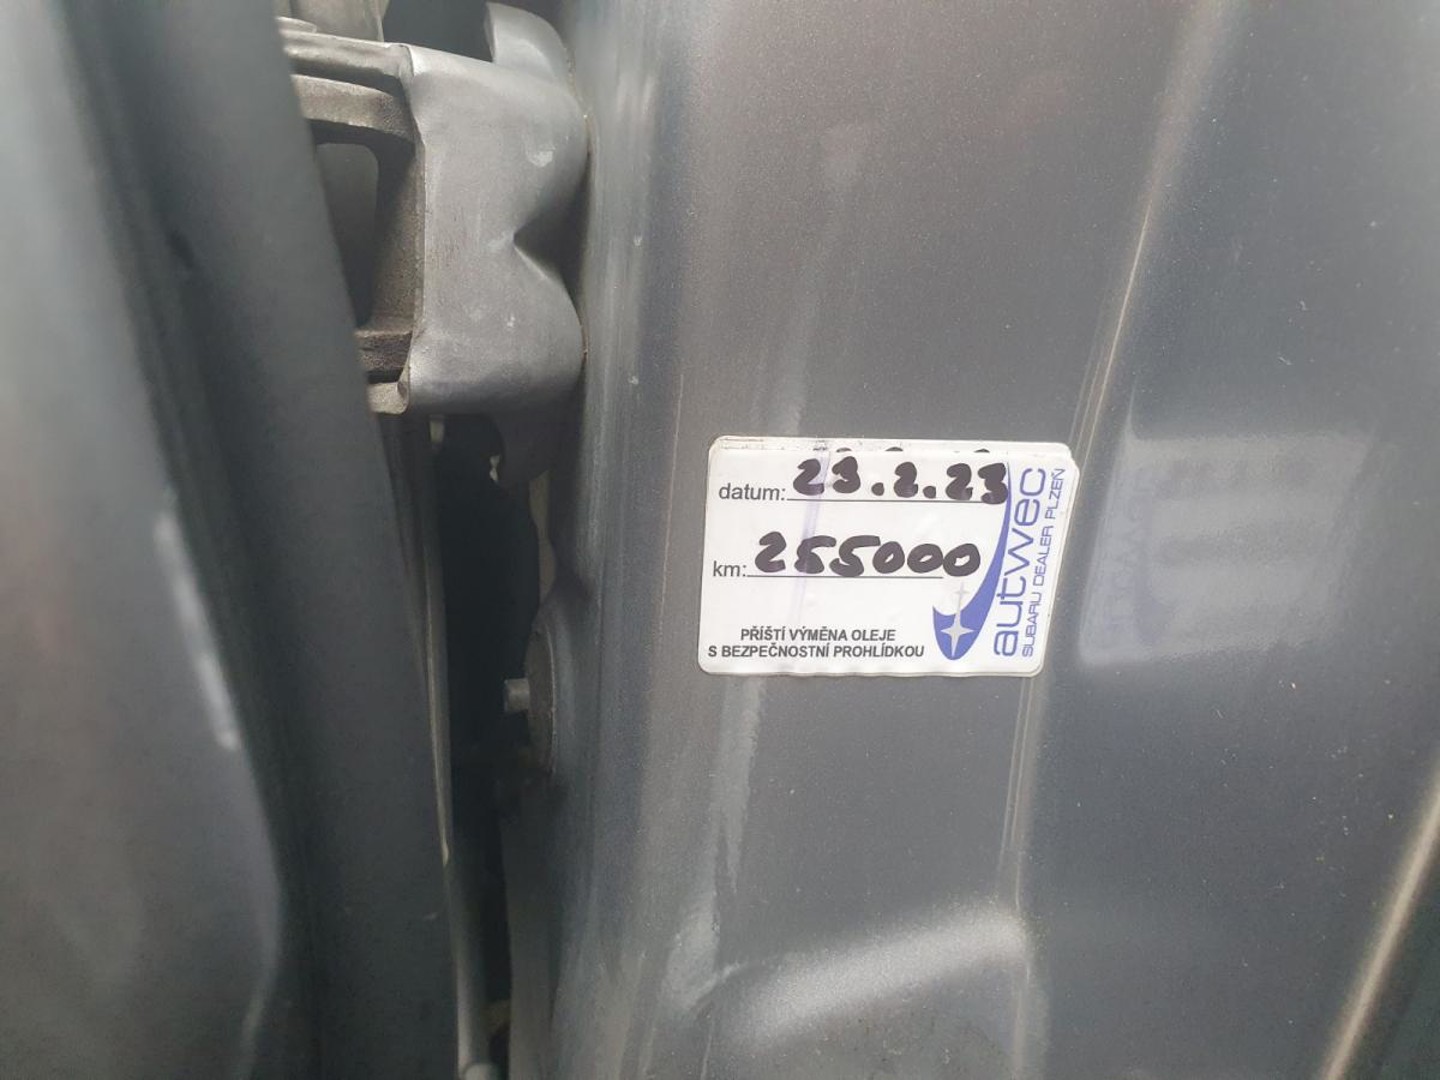 datum: 23.2.23
km: 255000
PŘÍŠTÍ VÝMĚNA OLEJE
S BEZPEČNOSTNÍ PROHLÍDKOU
autwec
SUBARU DEALER PLZEŇ